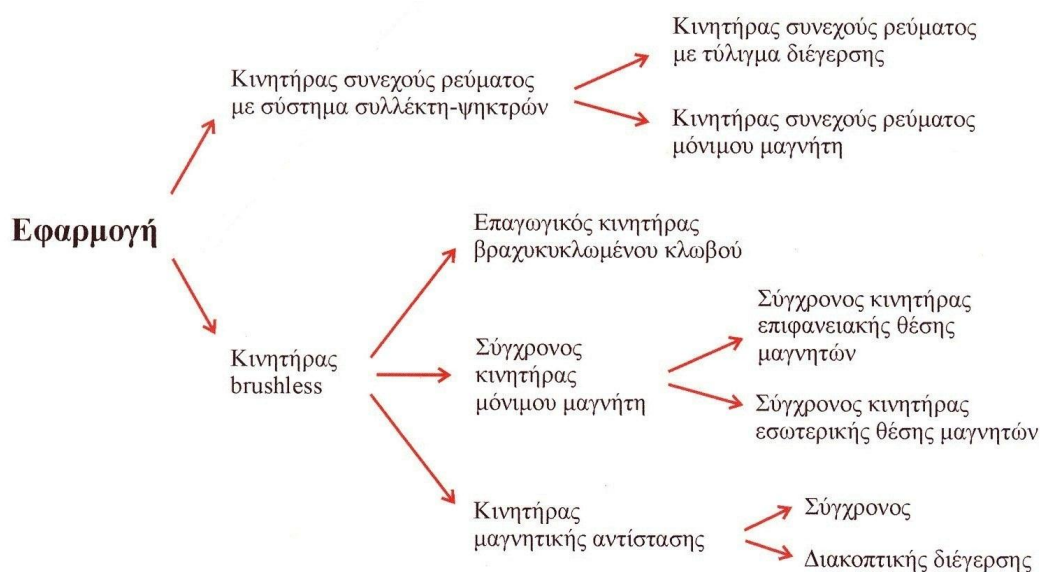 Κινητήρας συνεχούς ρεύματος
με τύλιγμα διέγερσης
Κινητήρας συνεχούς ρεύματος
με σύστημα συλλέκτη-ψηκτρών
Κινητήρας συνεχούς ρεύματος
μόνιμου μαγνήτη
Εφαρμογή
Επαγωγικός κινητήρας
βραχυκυκλωμένου κλωβού
Κινητήρας
brushless
Σύγχρονος
κινητήρας
μόνιμου μαγνήτη
Σύγχρονος κινητήρας
επιφανειακής θέσης
μαγνητών
Σύγχρονος κινητήρας
εσωτερικής θέσης μαγνητών
Κινητήρας
μαγνητικής αντίστασης
Σύγχρονος
Διακοπτικής διέγερσης